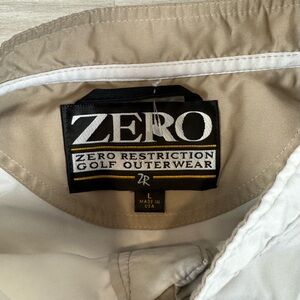 ZERO
ZERO RESTRICTION
GOLF OUTERWEAR
ZR
L
MADE IN
USA